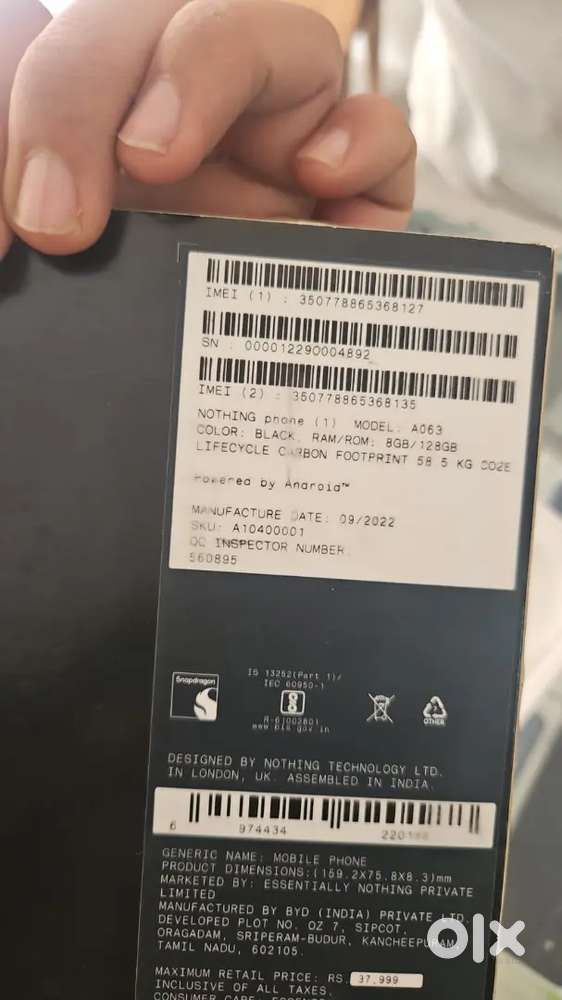 IMEI (1) : 350778865368127
SN : 000012290004892
IMEI (2) : 350778865368135
NOTHING phone (1) MODEL: A063
COLOR: BLACK, RAM/ROM: 8GB/128GB
LIFECYCLE CARBON FOOTPRINT 58.5 KG CO2E
Powered by Android™
MANUFACTURE DATE: 09/2022
SKU: A10400001
QC INSPECTOR NUMBER:
560895
Snapdragon
IS 13252(Part 1)/
IEC 60950-1
R-61002801
www.bis.gov.in
OTHER
DESIGNED BY NOTHING TECHNOLOGY LTD.
IN LONDON, UK. ASSEMBLED IN INDIA.
6 974434
GENERIC NAME: MOBILE PHONE
PRODUCT DIMENSIONS:(159.2X75.8X8.3)mm
MARKETED BY: ESSENTIALLY NOTHING PRIVATE
LIMITED
MANUFACTURED BY BYD (INDIA) PRIVATE LTD.
DEVELOPED PLOT NO. OZ 7, SIPCOT,
ORAGADAM, SRIPERAM-BUDUR, KANCHEEPURAM
TAMIL NADU, 602105.
MAXIMUM RETAIL PRICE: RS. 37,999
INCLUSIVE OF ALL TAXES.
CONSUMER CARE:
olx